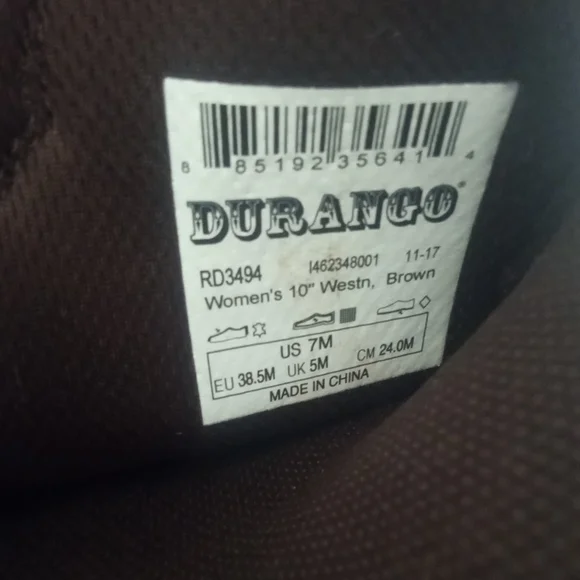 8 85192 35641 4
DURANGO®
RD3494 I462348001 11-17
Women's 10" Westn, Brown
US 7M
EU 38.5M UK 5M CM 24.0M
MADE IN CHINA